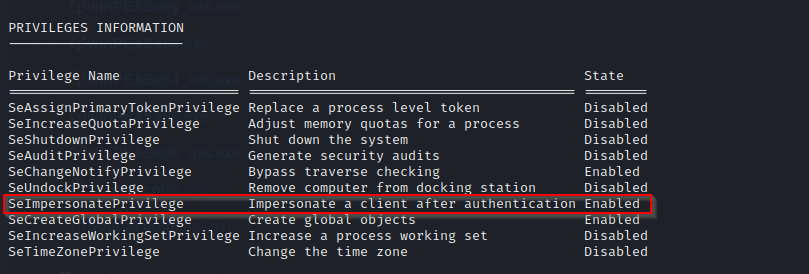 PRIVILEGES INFORMATION
Privilege Name Description State
SeAssignPrimaryTokenPrivilege Replace a process level token Disabled
SeIncreaseQuotaPrivilege Adjust memory quotas for a process Disabled
SeShutdownPrivilege Shut down the system Disabled
SeAuditPrivilege Generate security audits Disabled
SeChangeNotifyPrivilege Bypass traverse checking Enabled
SeUndockPrivilege Remove computer from docking station Disabled
SeImpersonatePrivilege Impersonate a client after authentication Enabled
SeCreateGlobalPrivilege Create global objects Enabled
SeIncreaseWorkingSetPrivilege Increase a process working set Disabled
SeTimeZonePrivilege Change the time zone Disabled